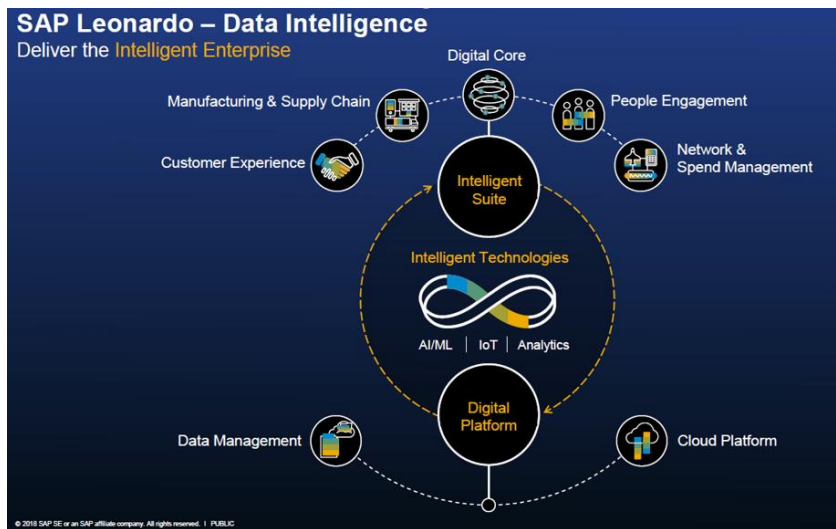 SAP Leonardo – Data Intelligence
Deliver the Intelligent Enterprise
Digital Core
Manufacturing & Supply Chain
People Engagement
Customer Experience
Network &
Spend Management
Intelligent
Suite
Intelligent Technologies
AI/ML | IoT | Analytics
Digital
Platform
Data Management
Cloud Platform
© 2018 SAP SE or an SAP affiliate company. All rights reserved. | PUBLIC